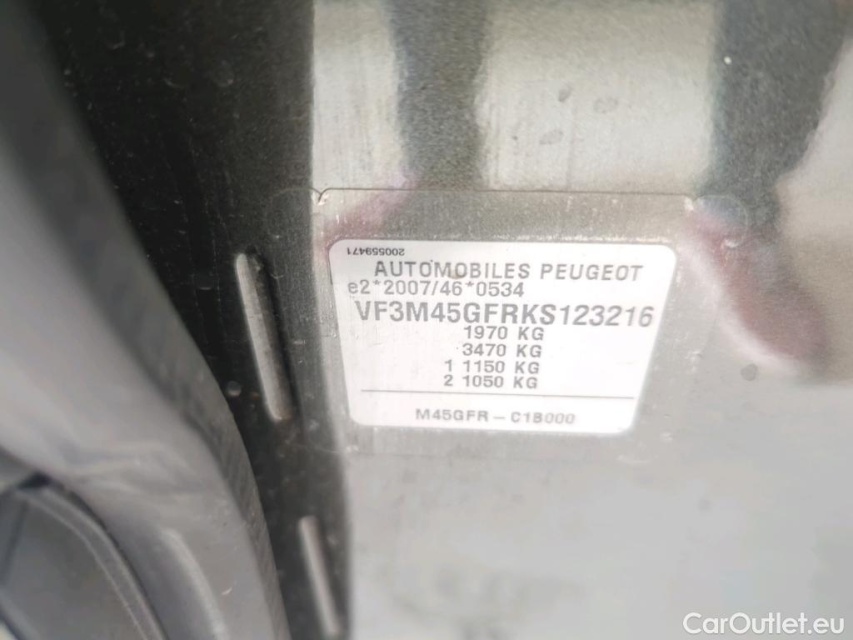 200559471
AUTOMOBILES PEUGEOT
e2*2007/46*0534
VF3M45GFRKS123216
1970 KG
3470 KG
1 1150 KG
2 1050 KG
M45GFR - C1B000
CarOutlet.eu